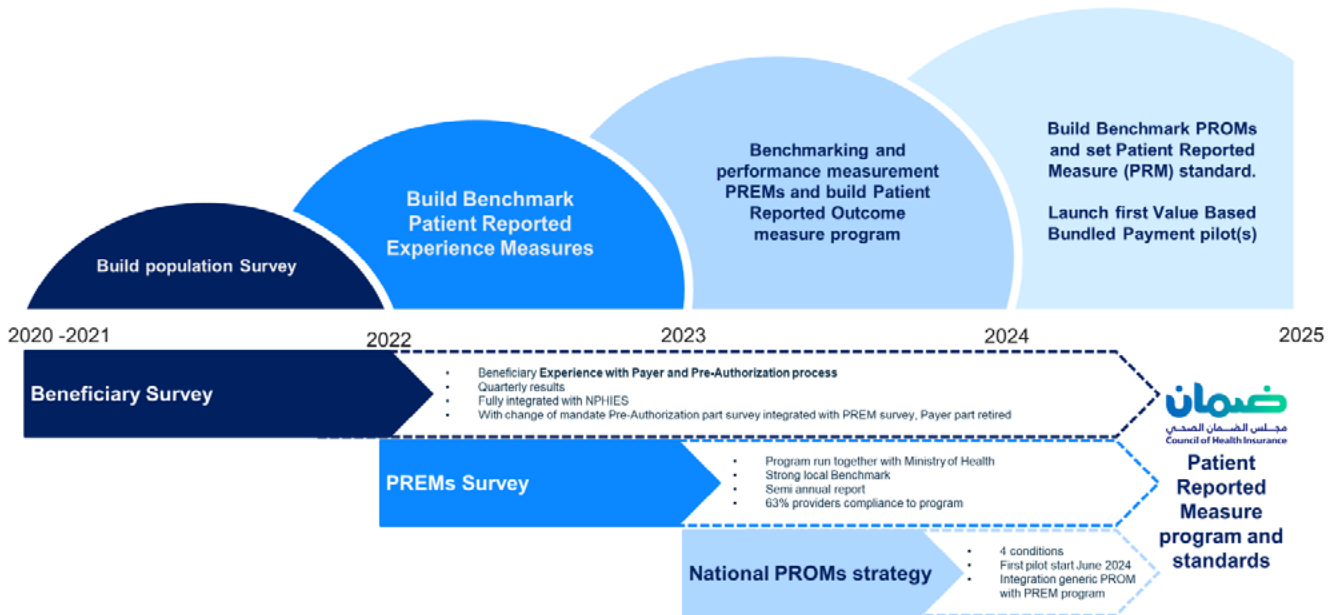 Build population Survey
Build Benchmark
Patient Reported
Experience Measures
Benchmarking and
performance measurement
PREMs and build Patient
Reported Outcome
measure program
Build Benchmark PROMs
and set Patient Reported
Measure (PRM) standard.
Launch first Value Based
Bundled Payment pilot(s)
2020 -2021
2022
2023
2024
2025
Beneficiary Survey
• Beneficiary Experience with Payer and Pre-Authorization process
• Quarterly results
• Fully integrated with NPHIES
• With change of mandate Pre-Authorization part survey integrated with PREM survey, Payer part retired
PREMs Survey
• Program run together with Ministry of Health
• Strong local Benchmark
• Semi annual report
• 63% providers compliance to program
National PROMs strategy
• 4 conditions
• First pilot start June 2024
• Integration generic PROM
with PREM program
ضمان
مجلس الضمان الصحي
Council of Health Insurance
Patient
Reported
Measure
program and
standards